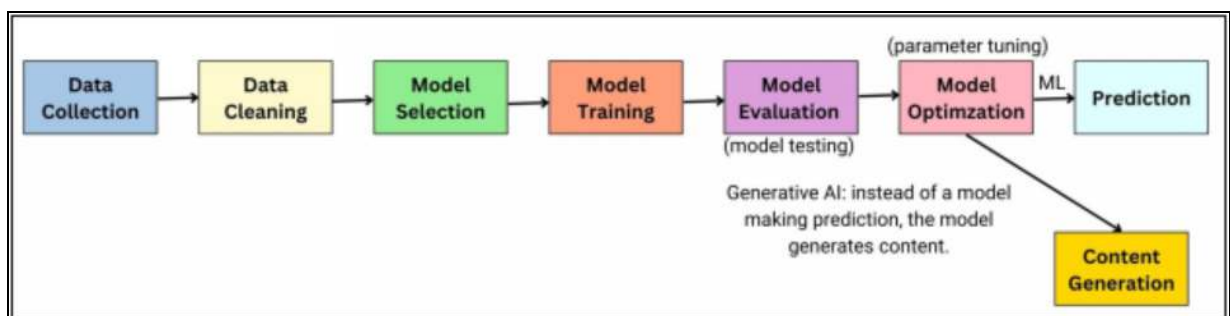 Data
Collection
Data
Cleaning
Model
Selection
Model
Training
Model
Evaluation
(model testing)
(parameter tuning)
Model
Optimzation
ML
Prediction
Generative AI: instead of a model
making prediction, the model
generates content.
Content
Generation